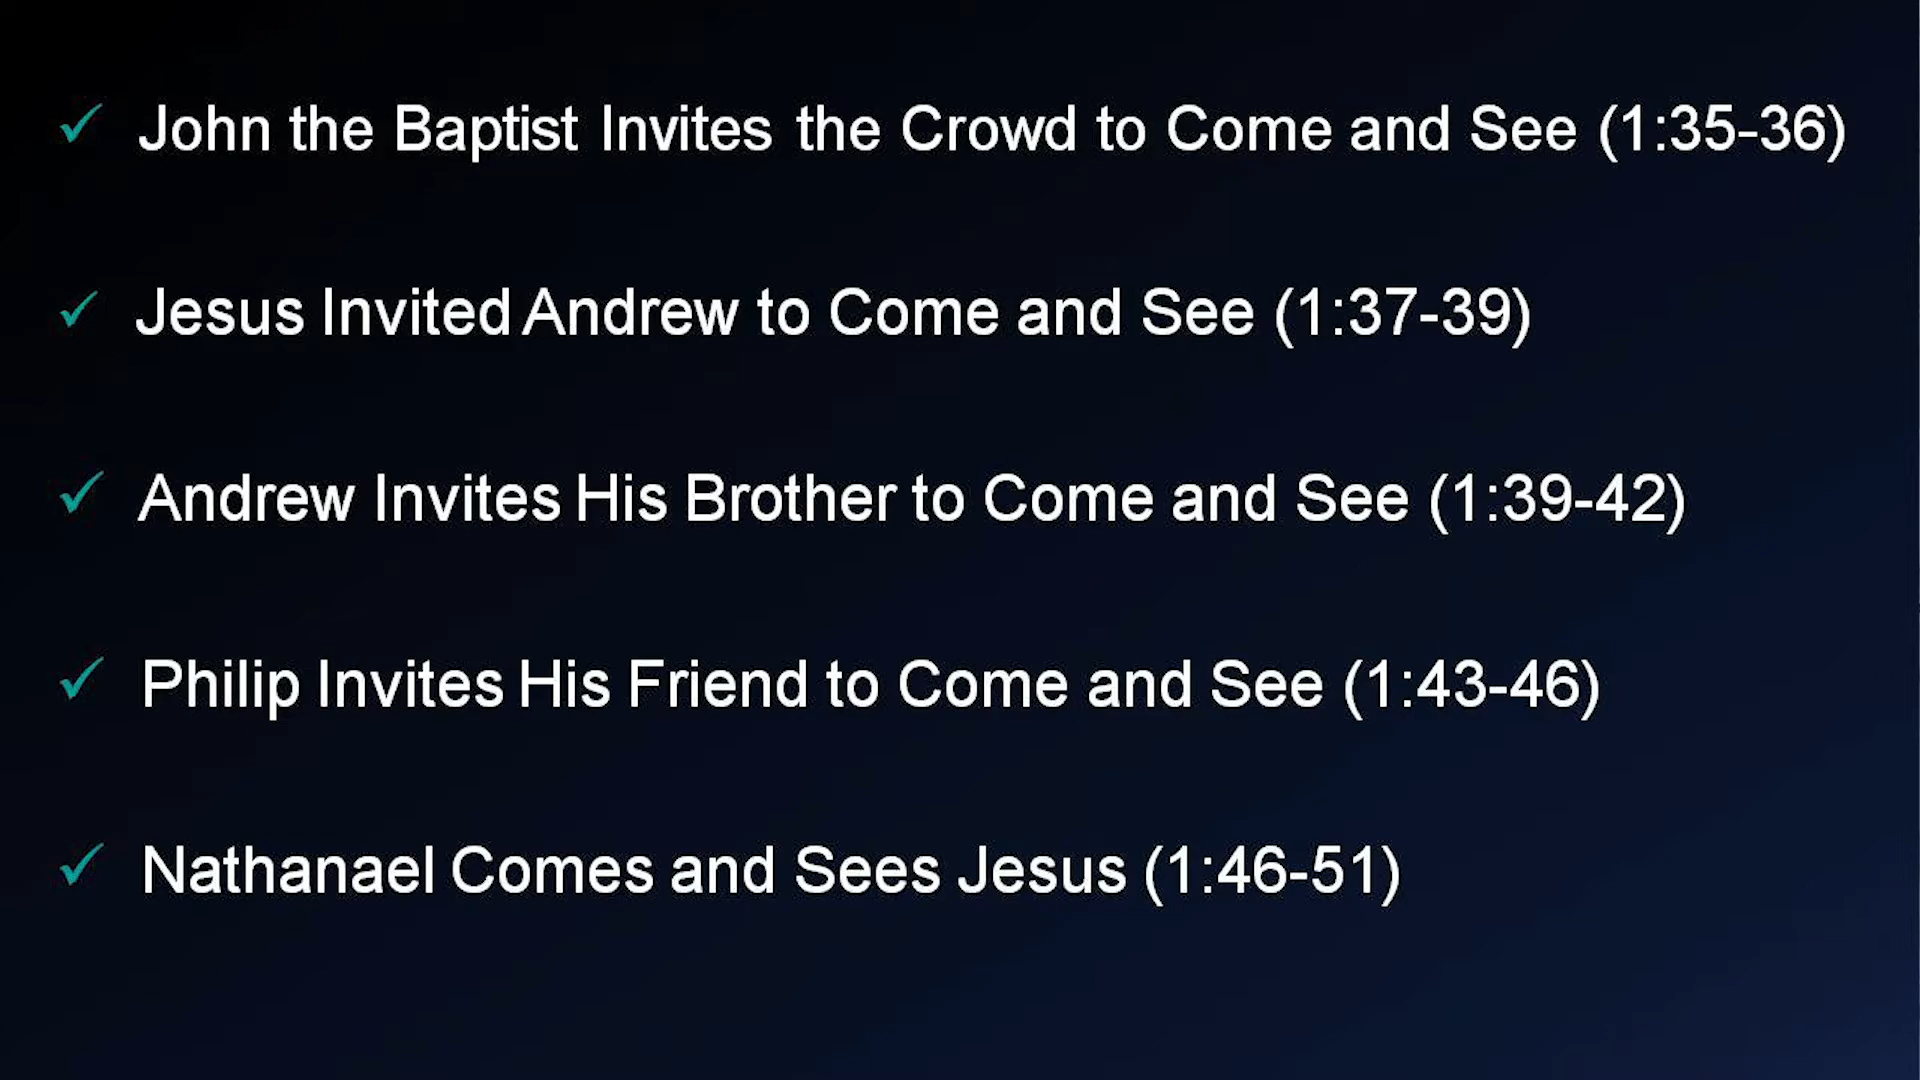 John the Baptist Invites the Crowd to Come and See (1:35-36)
Jesus Invited Andrew to Come and See (1:37-39)
Andrew Invites His Brother to Come and See (1:39-42)
Philip Invites His Friend to Come and See (1:43-46)
Nathanael Comes and Sees Jesus (1:46-51)